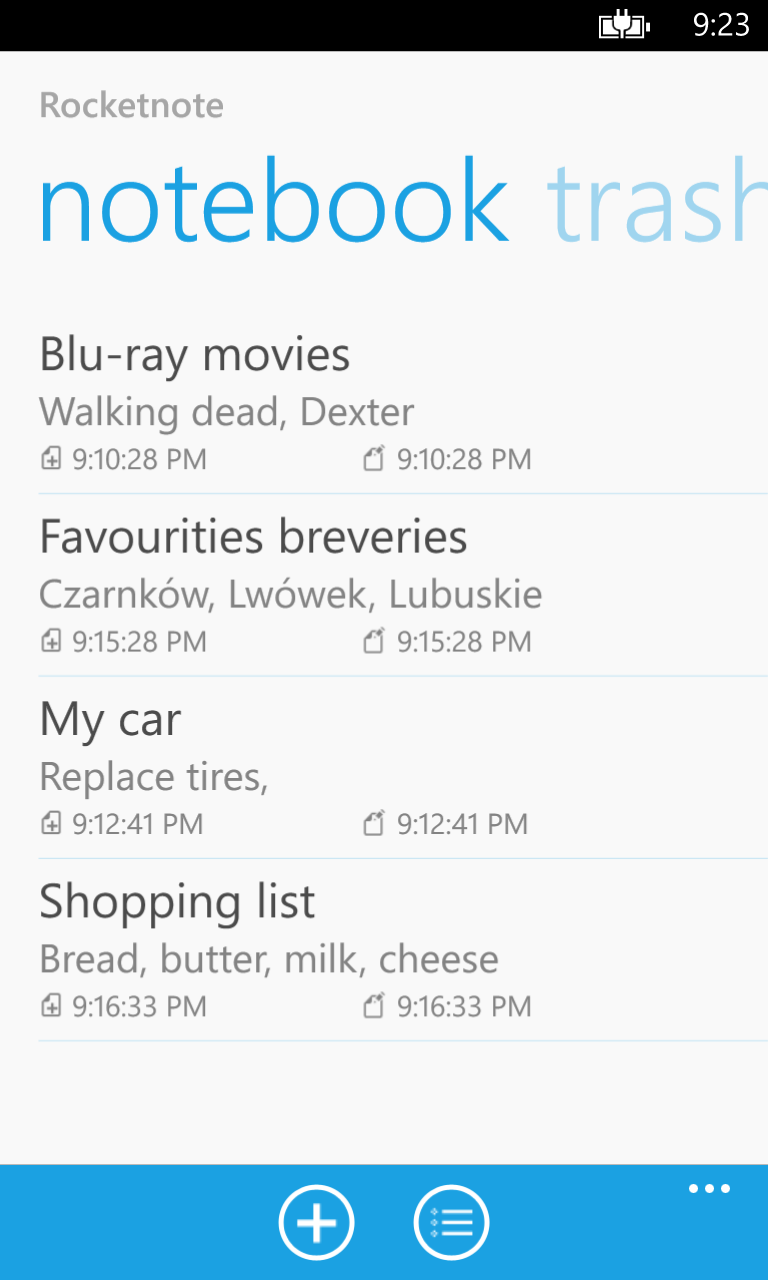 9:23
Rocketnote
notebook trash
Blu-ray movies
Walking dead, Dexter
9:10:28 PM 9:10:28 PM
Favourities breveries
Czarnków, Lwówek, Lubuskie
9:15:28 PM 9:15:28 PM
My car
Replace tires,
9:12:41 PM 9:12:41 PM
Shopping list
Bread, butter, milk, cheese
9:16:33 PM 9:16:33 PM